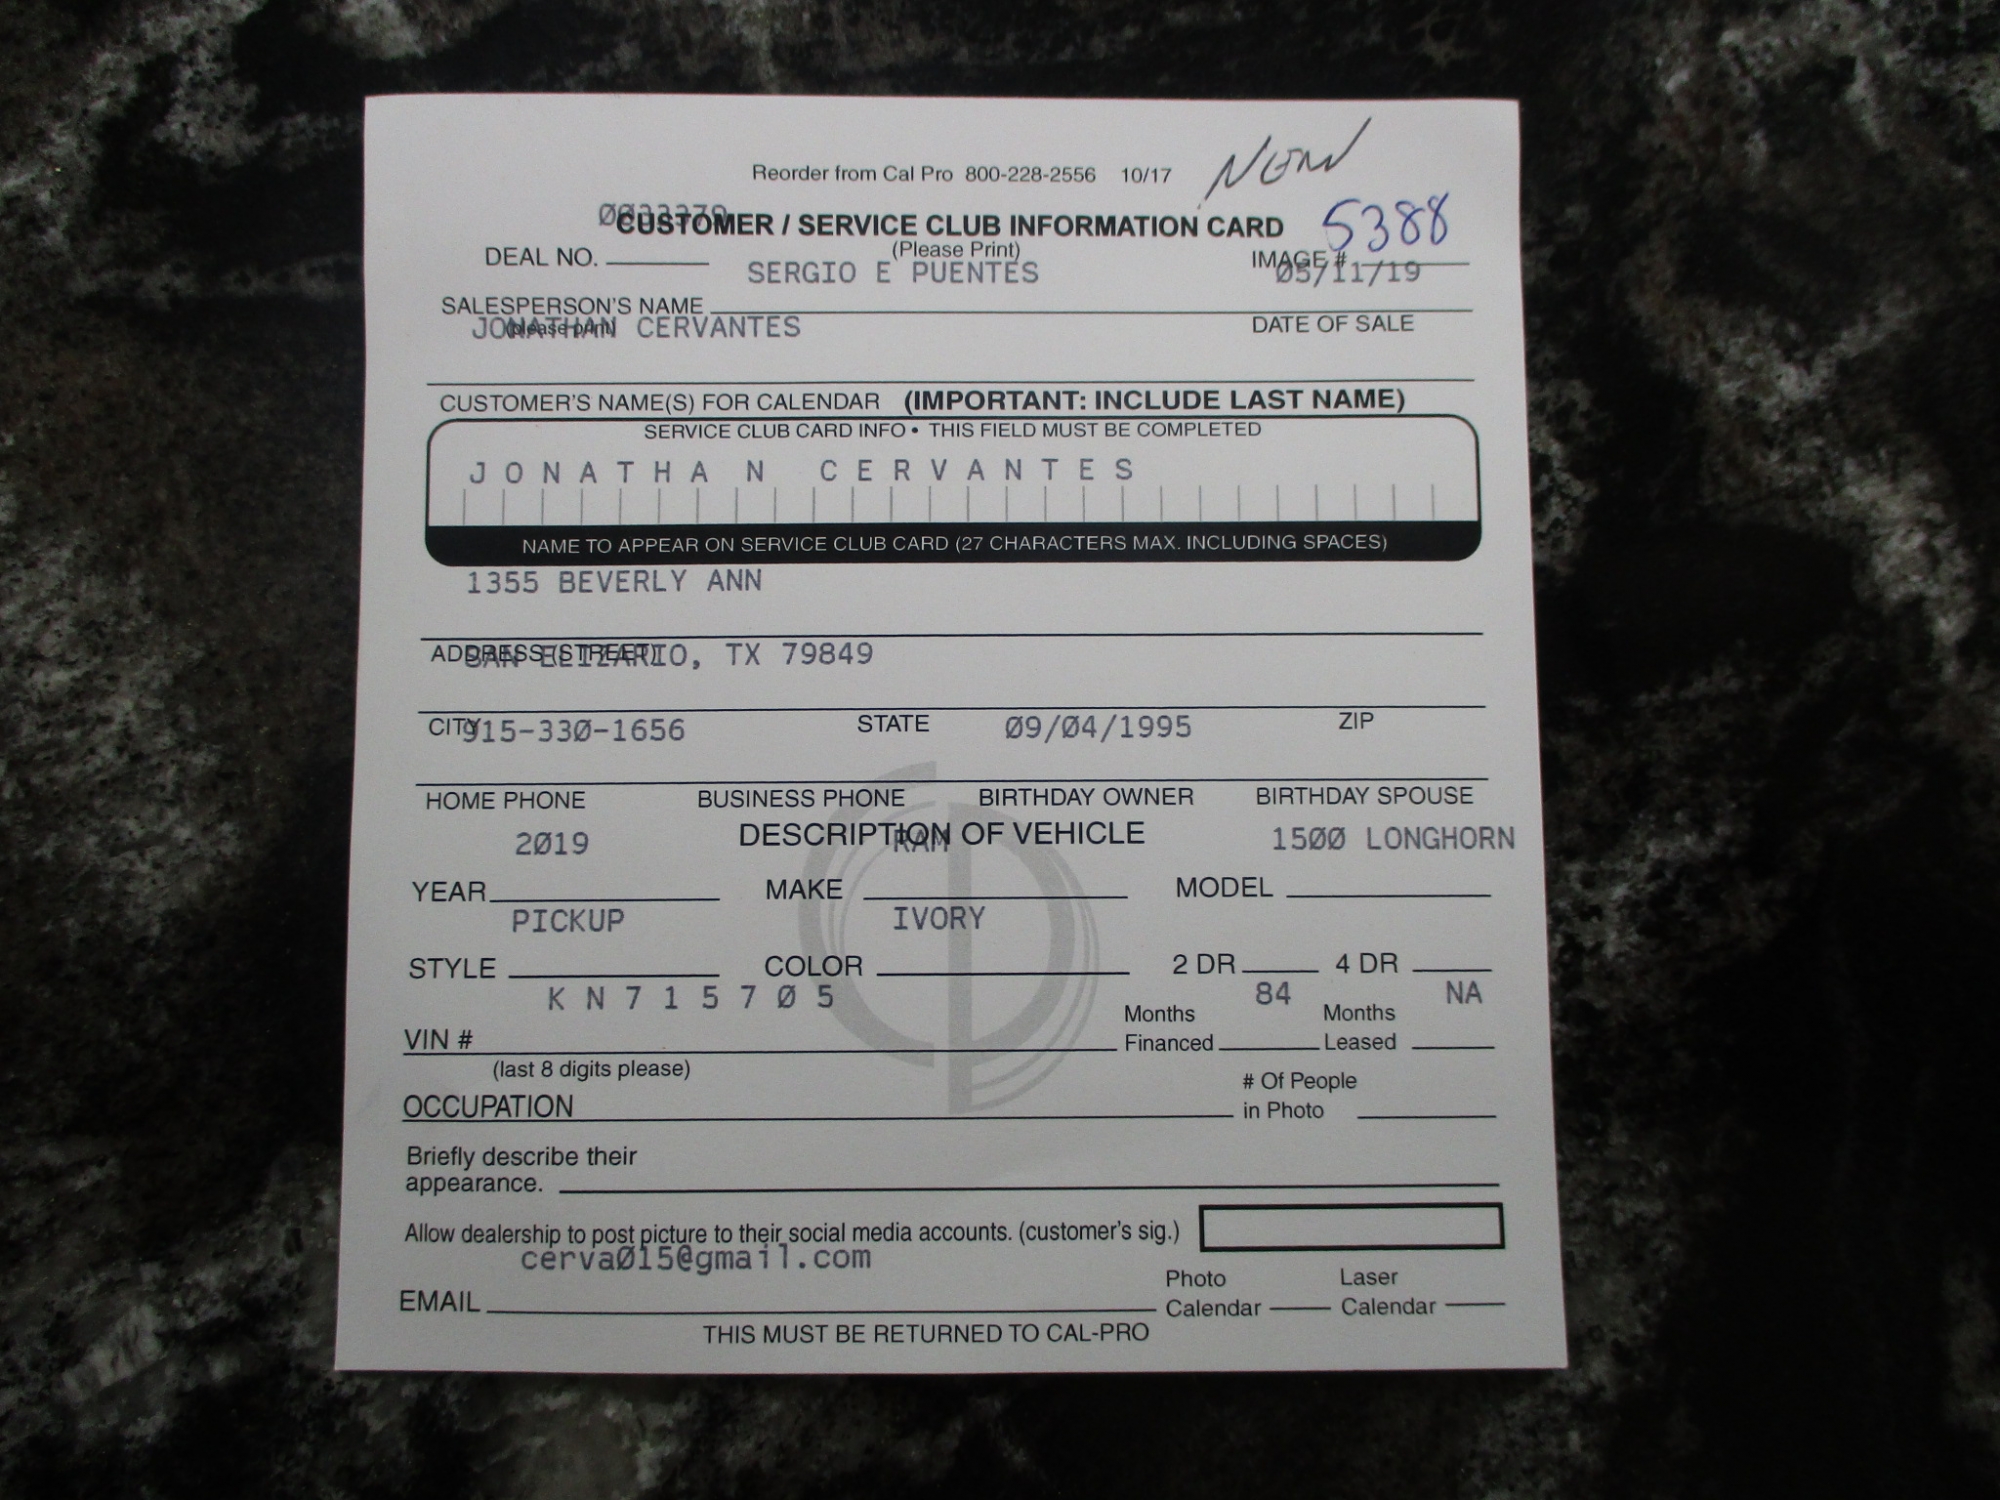 Reorder from Cal Pro 800-228-2556 10/17 NEW
CUSTOMER / SERVICE CLUB INFORMATION CARD 5388
DEAL NO. (Please Print) IMAGE #
SERGIO E PUENTES 05/11/19
SALESPERSON'S NAME
(please print) DATE OF SALE
JONATHAN CERVANTES
CUSTOMER'S NAME(S) FOR CALENDAR (IMPORTANT: INCLUDE LAST NAME)
SERVICE CLUB CARD INFO • THIS FIELD MUST BE COMPLETED
JONATHAN CERVANTES
NAME TO APPEAR ON SERVICE CLUB CARD (27 CHARACTERS MAX. INCLUDING SPACES)
1355 BEVERLY ANN
ADDRESS (STREET)
SAN ELIZARIO, TX 79849
CITY STATE ZIP
915-330-1656 09/04/1995
HOME PHONE BUSINESS PHONE BIRTHDAY OWNER BIRTHDAY SPOUSE
DESCRIPTION OF VEHICLE
2019 RAM 1500 LONGHORN
YEAR MAKE MODEL
PICKUP IVORY
STYLE COLOR 2 DR 4 DR
KN715705 84 NA
VIN # Months Financed Months Leased
(last 8 digits please)
OCCUPATION # Of People in Photo
Briefly describe their
appearance.
Allow dealership to post picture to their social media accounts. (customer's sig.)
cerva015@gmail.com
EMAIL Photo Calendar Laser Calendar
THIS MUST BE RETURNED TO CAL-PRO